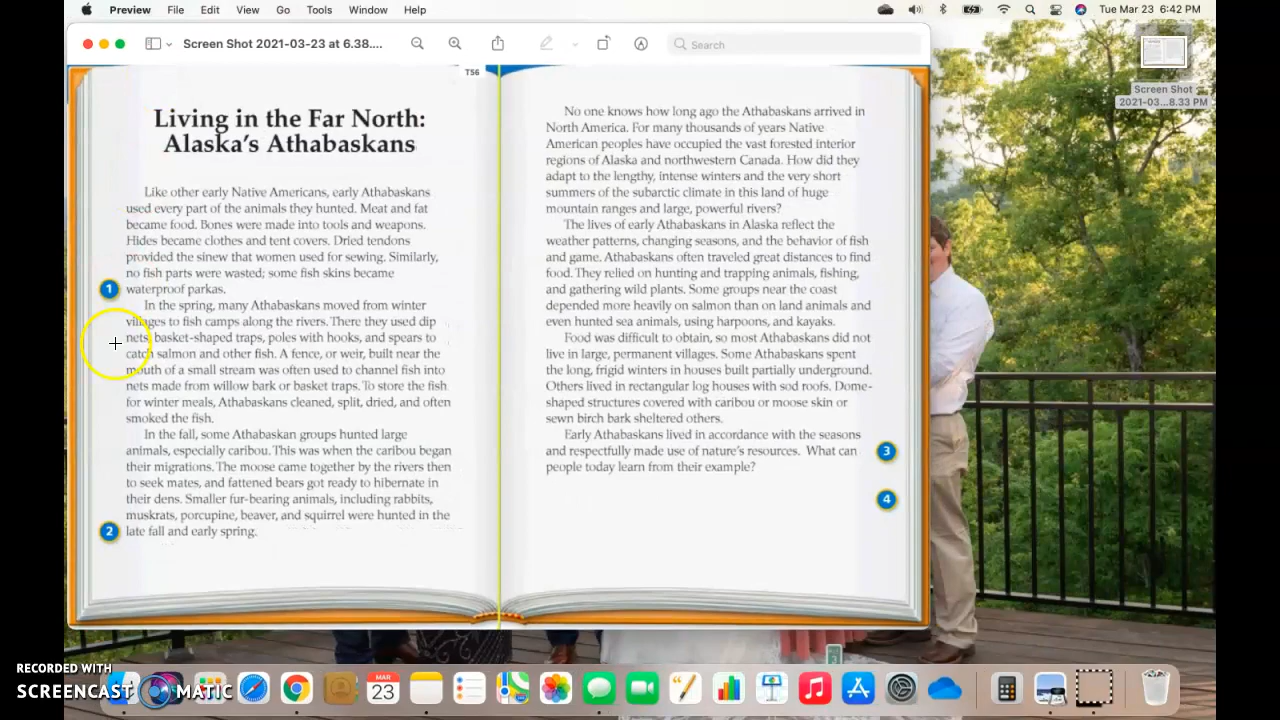 Preview File Edit View Go Tools Window Help
Tue Mar 23 6:42 PM
Screen Shot 2021-03-23 at 6.38....
Search
Screen Shot
2021-03...8.33 PM
T56
Living in the Far North:
Alaska's Athabaskans
Like other early Native Americans, early Athabaskans
used every part of the animals they hunted. Meat and fat
became food. Bones were made into tools and weapons.
Hides became clothes and tent covers. Dried tendons
provided the sinew that women used for sewing. Similarly,
no fish parts were wasted; some fish skins became
1 waterproof parkas.
In the spring, many Athabaskans moved from winter
villages to fish camps along the rivers. There they used dip
nets, basket-shaped traps, poles with hooks, and spears to
catch salmon and other fish. A fence, or weir, built near the
mouth of a small stream was often used to channel fish into
nets made from willow bark or basket traps. To store the fish
for winter meals, Athabaskans cleaned, split, dried, and often
smoked the fish.
In the fall, some Athabaskan groups hunted large
animals, especially caribou. This was when the caribou began
their migrations. The moose came together by the rivers then
to seek mates, and fattened bears got ready to hibernate in
their dens. Smaller fur-bearing animals, including rabbits,
muskrats, porcupine, beaver, and squirrel were hunted in the
2 late fall and early spring.
No one knows how long ago the Athabaskans arrived in
North America. For many thousands of years Native
American peoples have occupied the vast forested interior
regions of Alaska and northwestern Canada. How did they
adapt to the lengthy, intense winters and the very short
summers of the subarctic climate in this land of huge
mountain ranges and large, powerful rivers?
The lives of early Athabaskans in Alaska reflect the
weather patterns, changing seasons, and the behavior of fish
and game. Athabaskans often traveled great distances to find
food. They relied on hunting and trapping animals, fishing,
and gathering wild plants. Some groups near the coast
depended more heavily on salmon than on land animals and
even hunted sea animals, using harpoons, and kayaks.
Food was difficult to obtain, so most Athabaskans did
not live in large, permanent villages. Some Athabaskans spent
the long, frigid winters in houses built partially underground.
Others lived in rectangular log houses with sod roofs. Dome-
shaped structures covered with caribou or moose skin or
sewn birch bark sheltered others.
Early Athabaskans lived in accordance with the seasons
and respectfully made use of nature's resources. What can 3
people today learn from their example?
4
MAR
23
RECORDED WITH
SCREENCAST MATIC